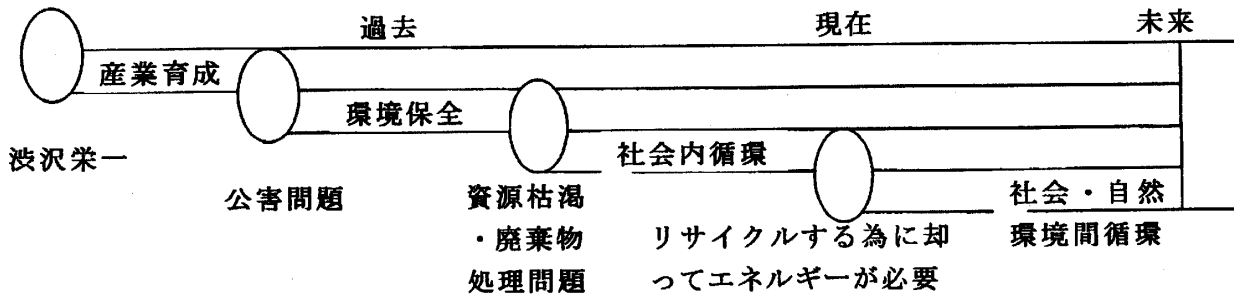 過去
現在
未来
産業育成
環境保全
社会内循環
社会・自然
環境間循環
渋沢栄一
公害問題
資源枯渇
・廃棄物
処理問題
リサイクルする為に却
ってエネルギーが必要